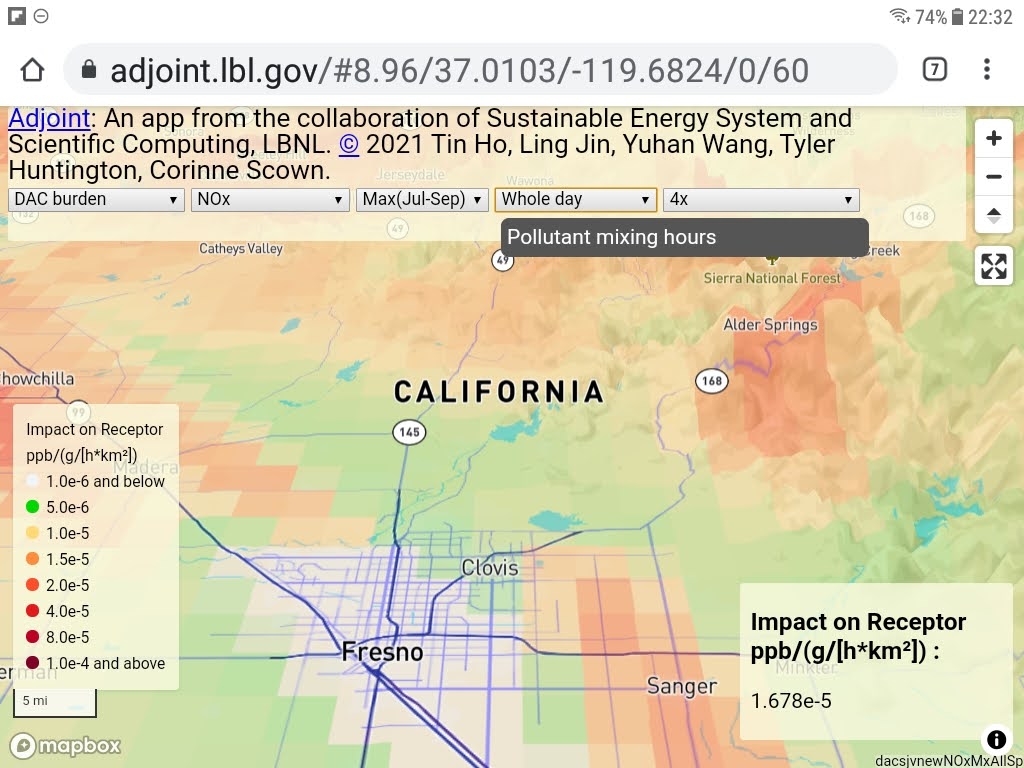 74% 22:32
adjoint.lbl.gov/#8.96/37.0103/-119.6824/0/60
7
Adjoint: An app from the collaboration of Sustainable Energy System and
Scientific Computing, LBNL. © 2021 Tin Ho, Ling Jin, Yuhan Wang, Tyler
Huntington, Corinne Scown.
Jerseydale
Wawona
DAC burden
NOx
Max(Jul-Sep)
Whole day
4x
132
49
168
Pollutant mixing hours
Catheys Valley
49
Creek
Sierra National Forest
Alder Springs
howchilla
168
CALIFORNIA
99
145
Impact on Receptor
ppb/(g/[h*km²])
Madera
1.0e-6 and below
5.0e-6
1.0e-5
1.5e-5
2.0e-5
4.0e-5
8.0e-5
1.0e-4 and above
Clovis
Fresno
erman
Sanger
Minkler
Impact on Receptor
ppb/(g/[h*km²]) :
1.678e-5
5 mi
mapbox
dacsjvnewNOxMxAllSp